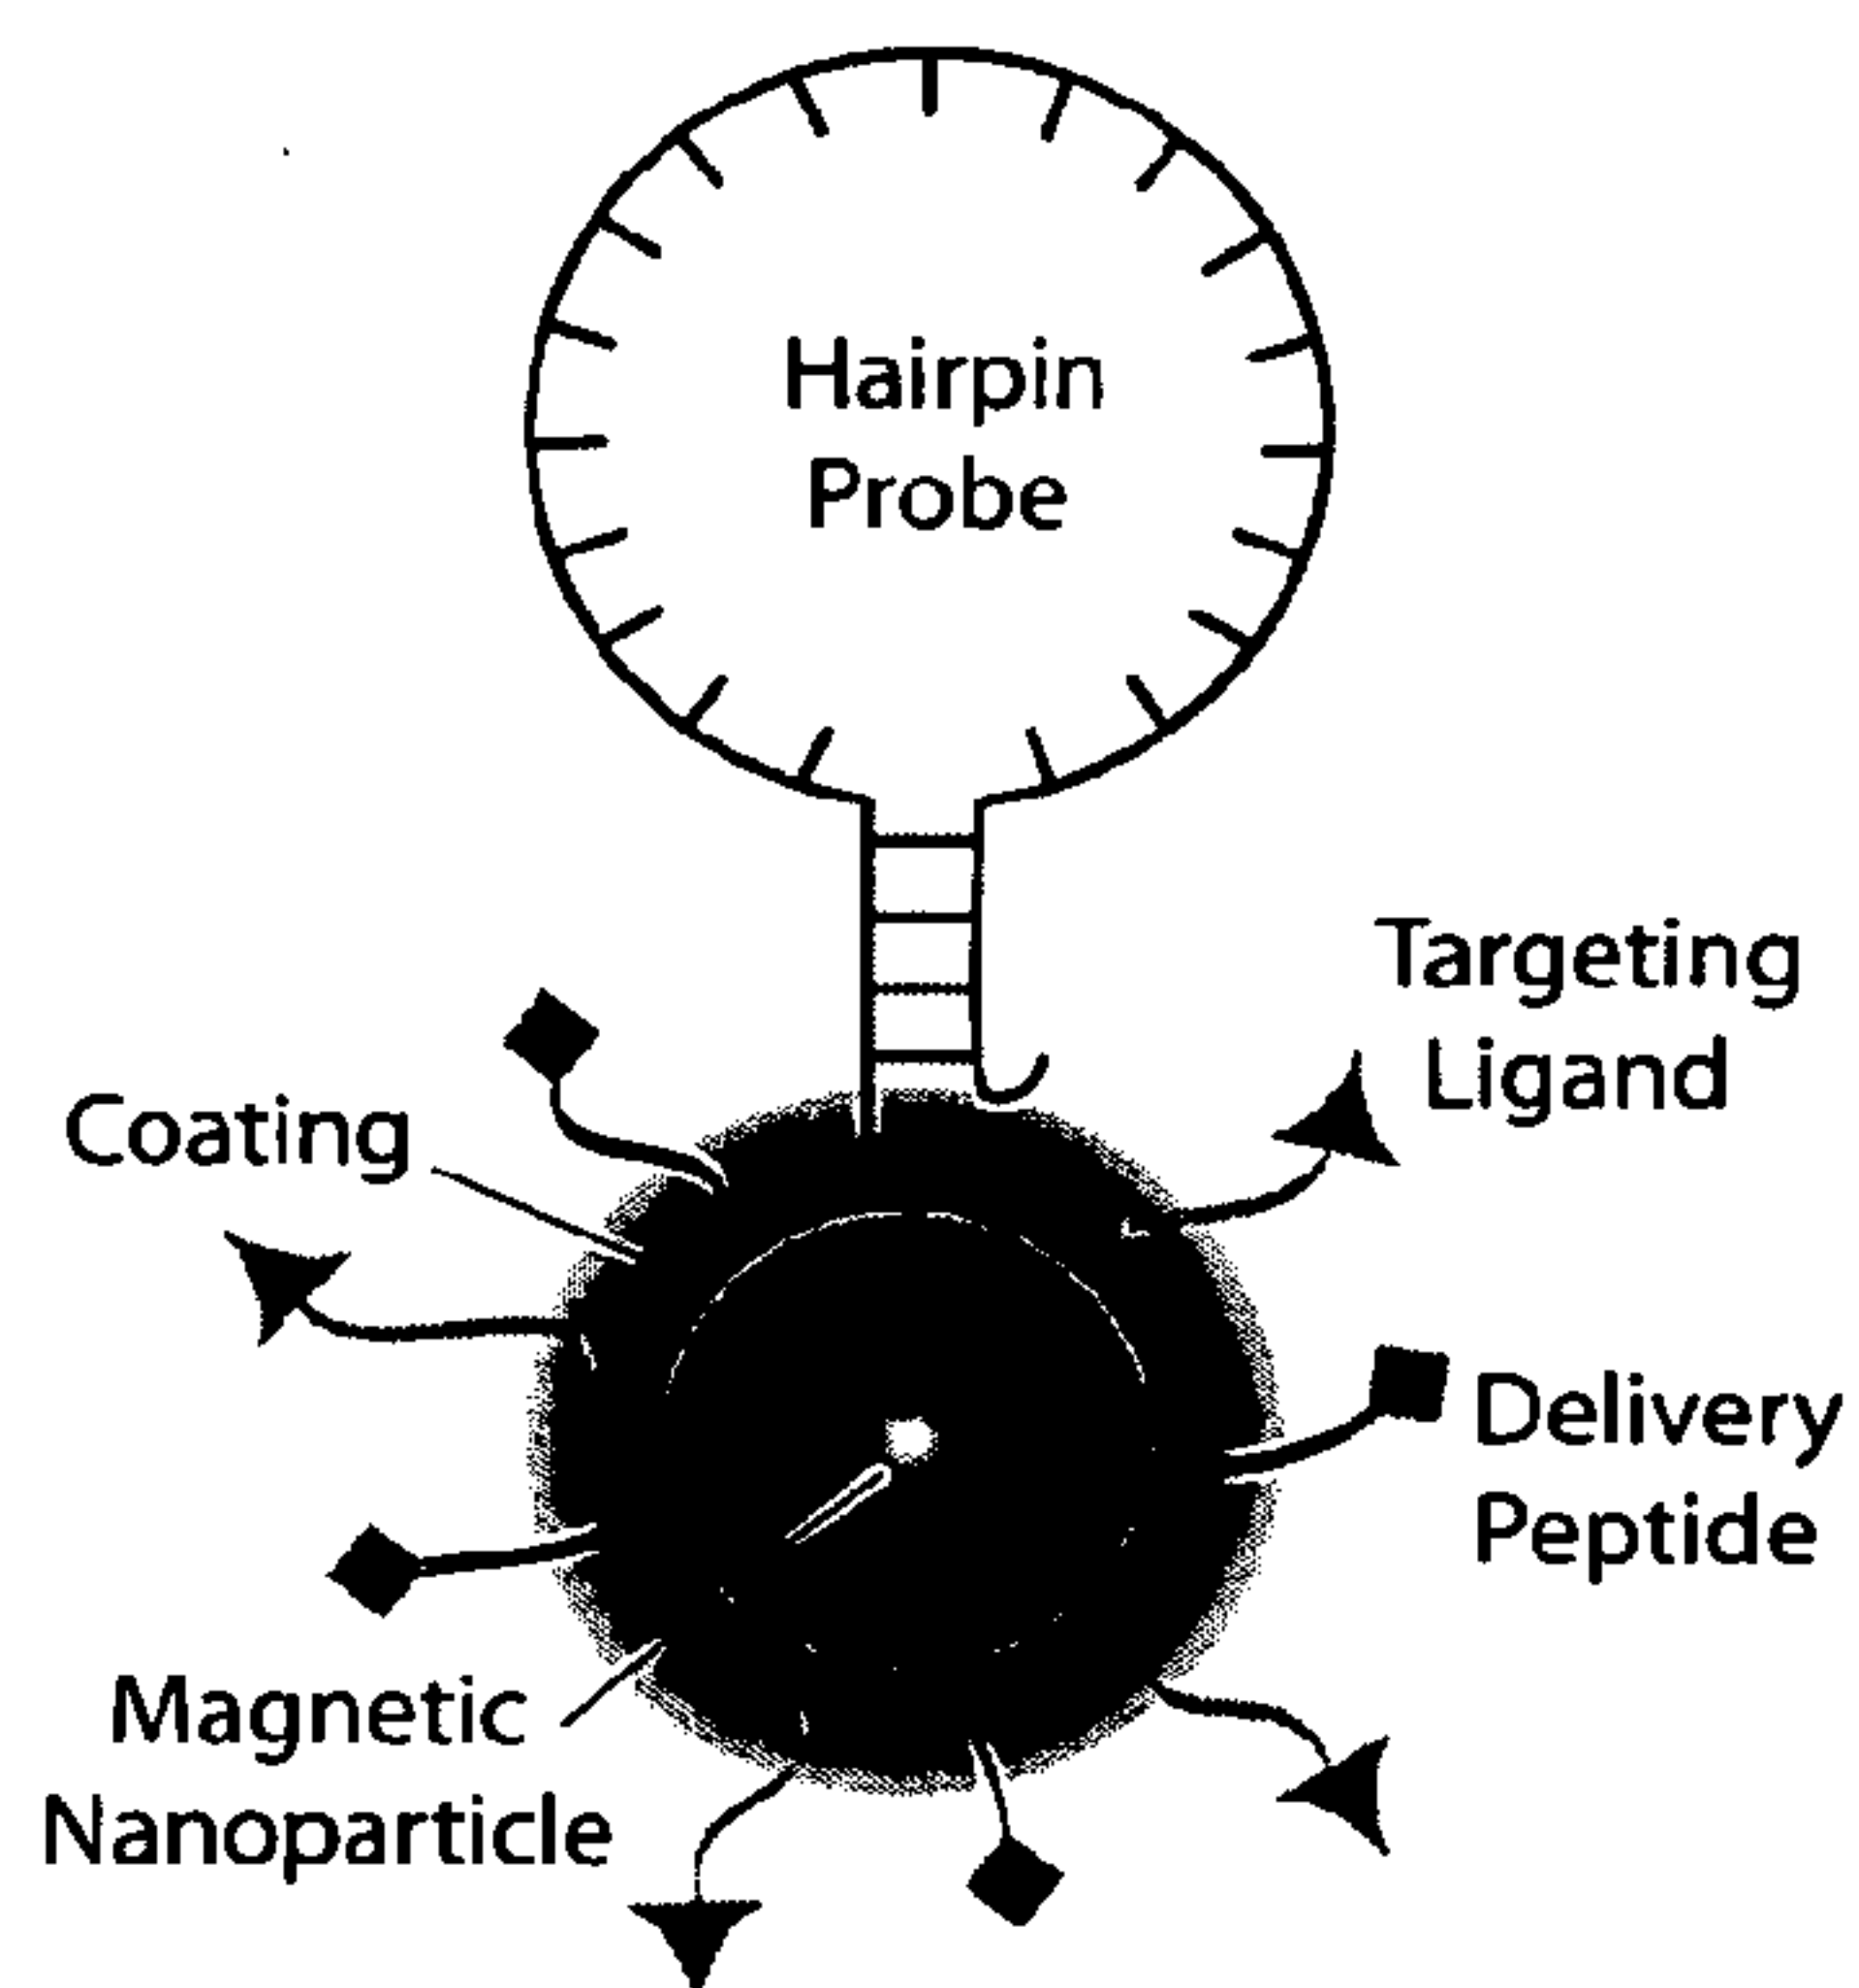 Hairpin
Probe
Targeting
Ligand
Coating
Delivery
Peptide
Magnetic
Nanoparticle